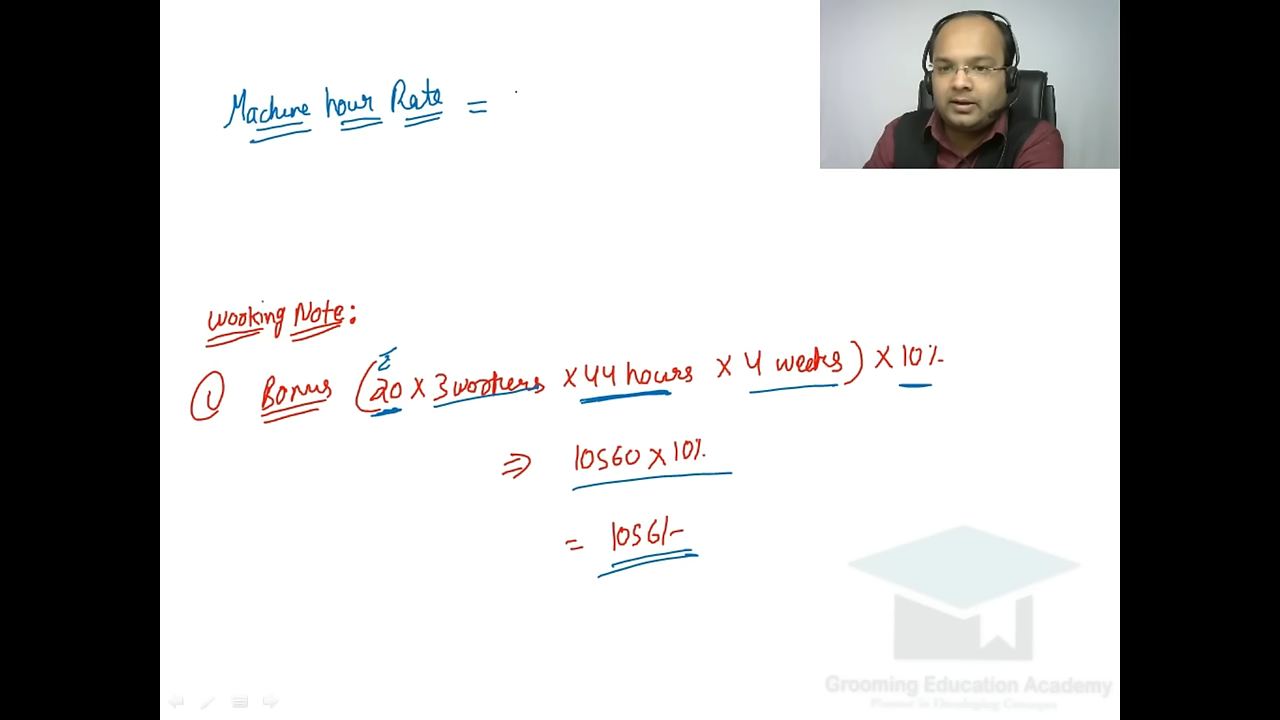 Machine hour Rate =
Working Note:
① Bonus (20 × 3 workers × 44 hours × 4 weeks) × 10%
⇒ 10560 × 10%
= 1056/-
Grooming Education Academy